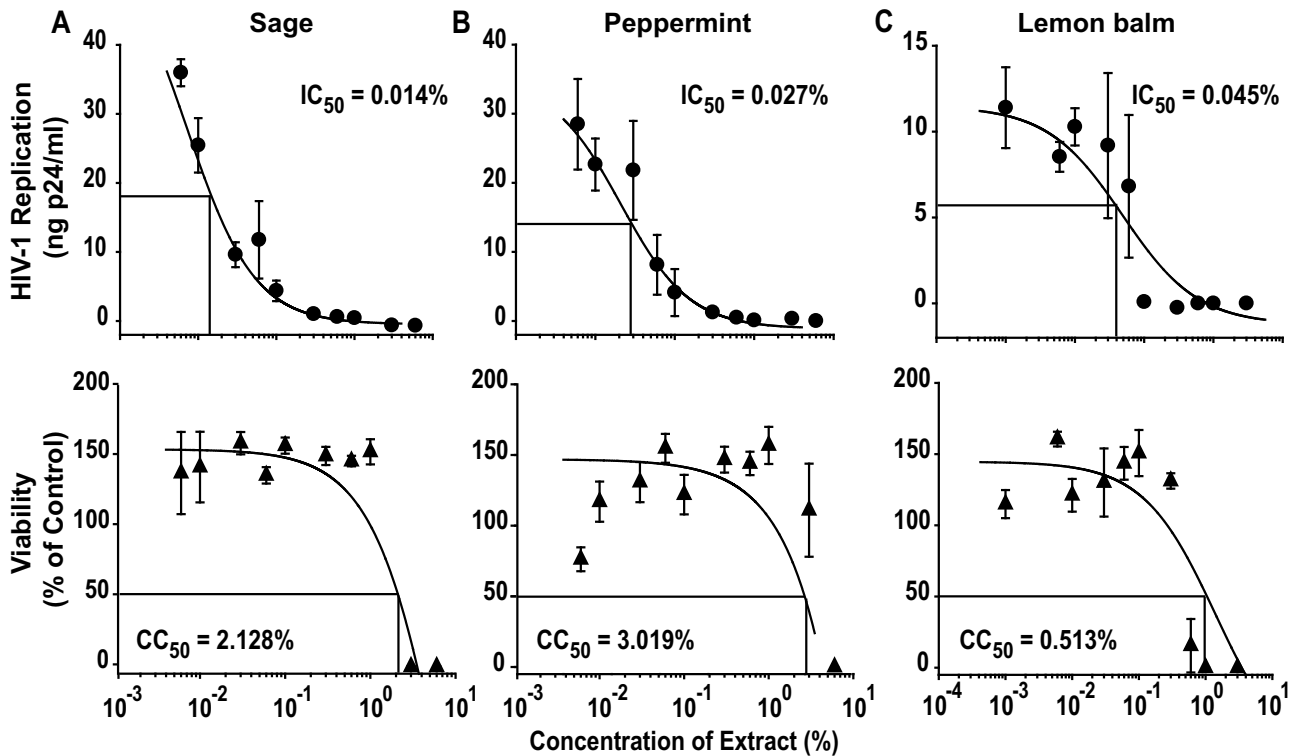 A Sage
B Peppermint
C Lemon balm
HIV-1 Replication
(ng p24/ml)
40
30
20
10
0
IC50 = 0.014%
40
30
20
10
0
IC50 = 0.027%
15
10
5
0
IC50 = 0.045%
Viability
(% of Control)
200
150
100
50
0
CC50 = 2.128%
10-3 10-2 10-1 100 101
200
150
100
50
0
CC50 = 3.019%
10-3 10-2 10-1 100 101
200
150
100
50
0
CC50 = 0.513%
10-4 10-3 10-2 10-1 100 101
Concentration of Extract (%)